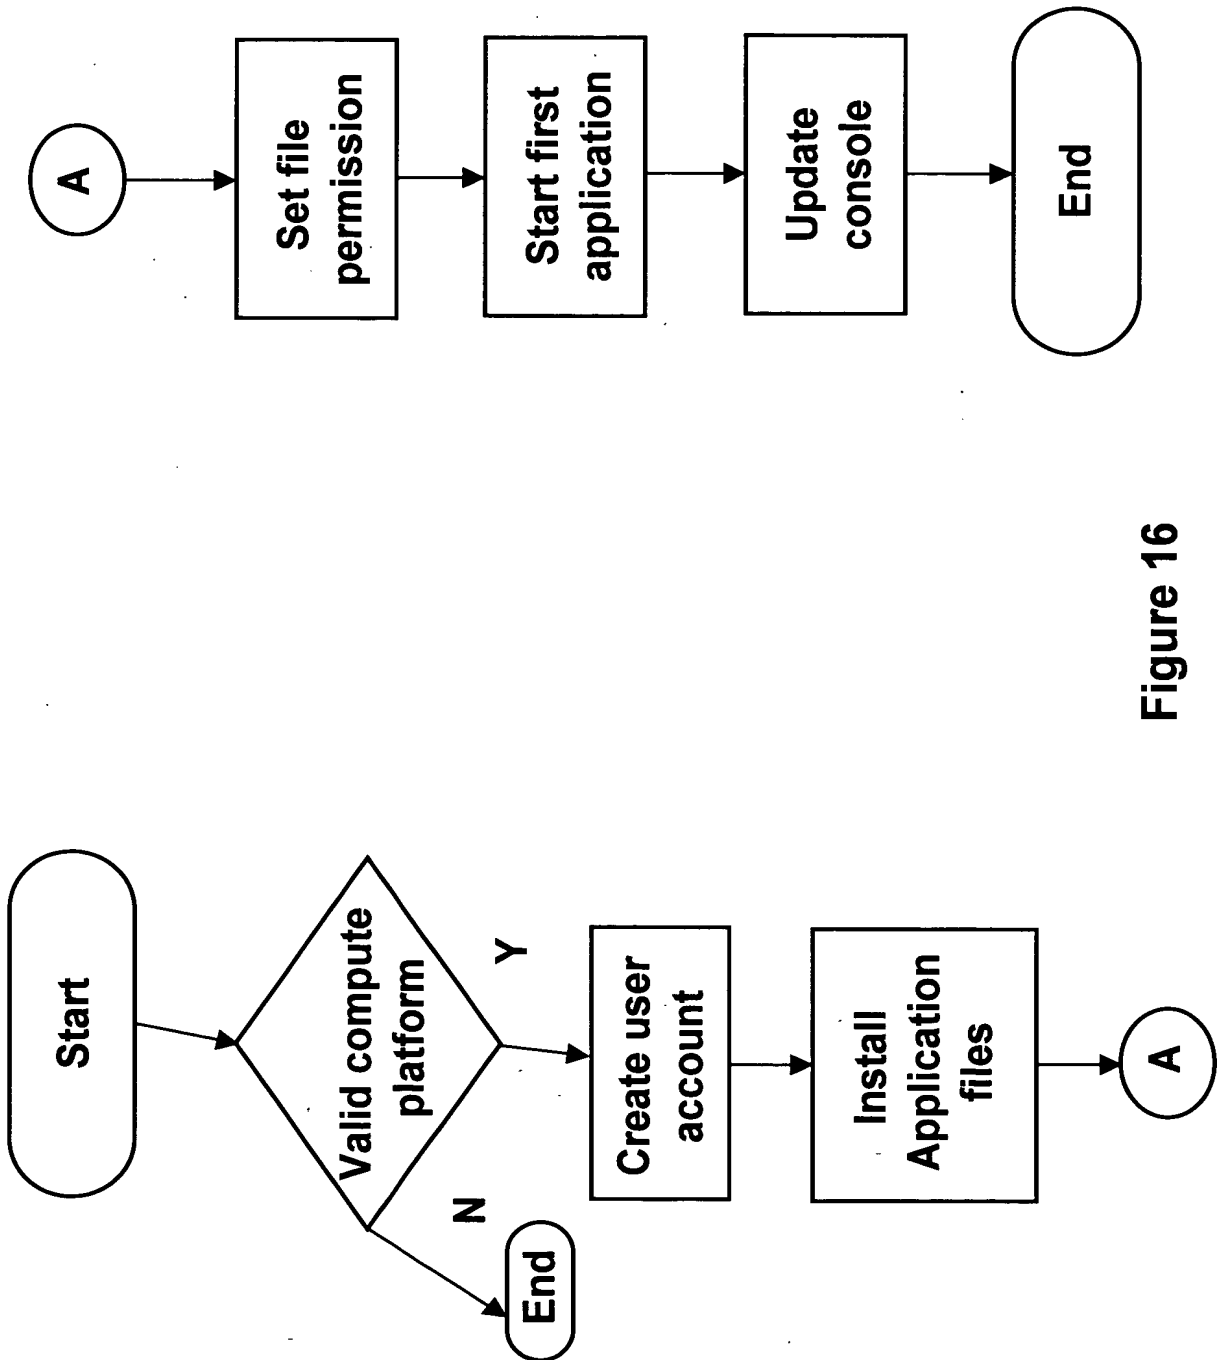 Start
Valid compute
platform
N
Y
End
Create user
account
Install
Application
files
A
A
Set file
permission
Start first
application
Update
console
End
Figure 16